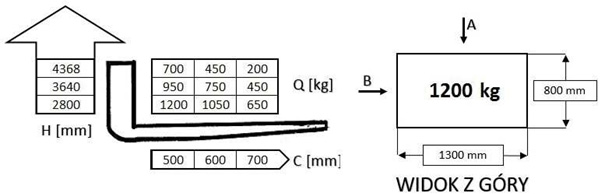 A
4368 700 450 200
3640 950 750 450
2800 1200 1050 650
Q [kg]
H [mm]
500 600 700
C [mm]
B
1200 kg
800 mm
1300 mm
WIDOK Z GÓRY